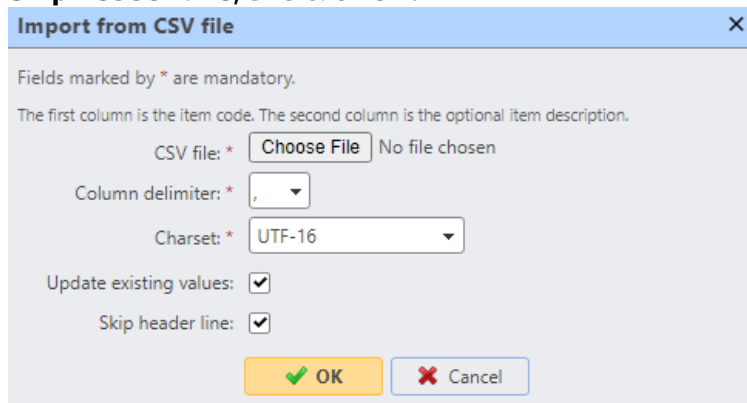 Import from CSV file
Fields marked by * are mandatory.
The first column is the item code. The second column is the optional item description.
CSV file: * Choose File No file chosen
Column delimiter: * ,
Charset: * UTF-16
Update existing values:
Skip header line:
OK Cancel